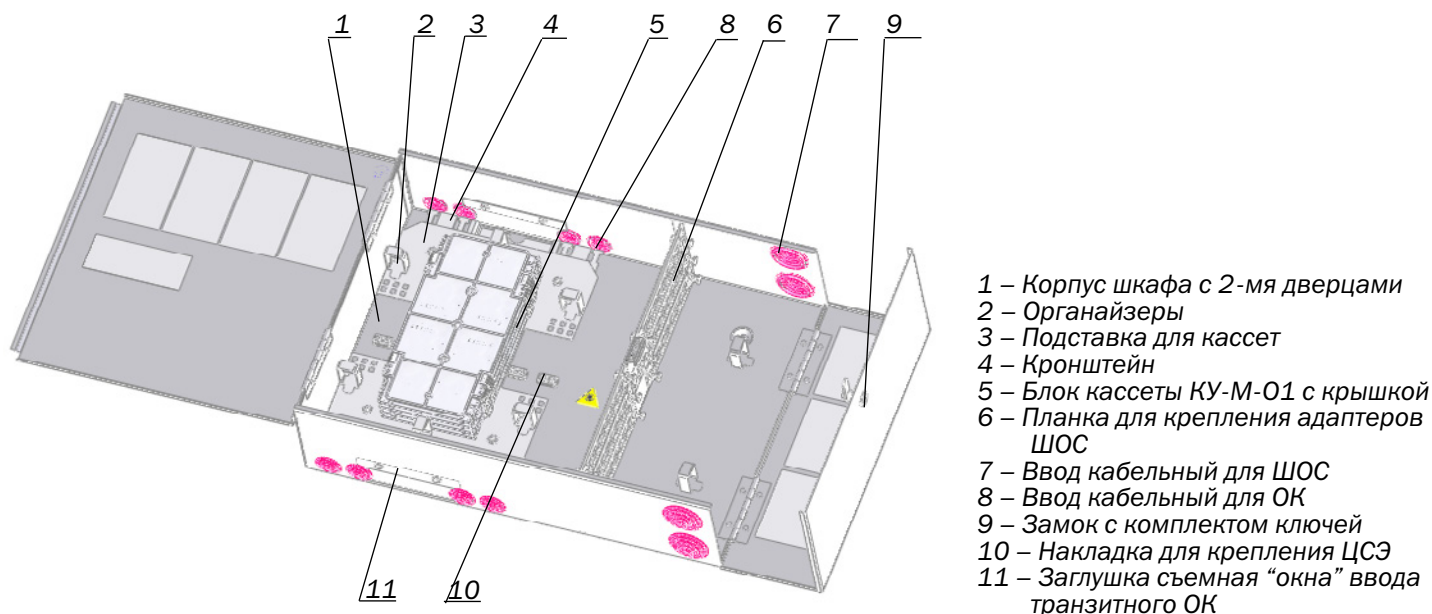 1 2 3 4 5 8 6 7 9
1 – Корпус шкафа с 2-мя дверцами
2 – Органайзеры
3 – Подставка для кассет
4 – Кронштейн
5 – Блок кассеты КУ-М-01 с крышкой
6 – Планка для крепления адаптеров
ШОС
7 – Ввод кабельный для ШОС
8 – Ввод кабельный для ОК
9 – Замок с комплектом ключей
10 – Накладка для крепления ЦСЭ
11 – Заглушка съемная “окна” ввода
транзитного ОК
11 10